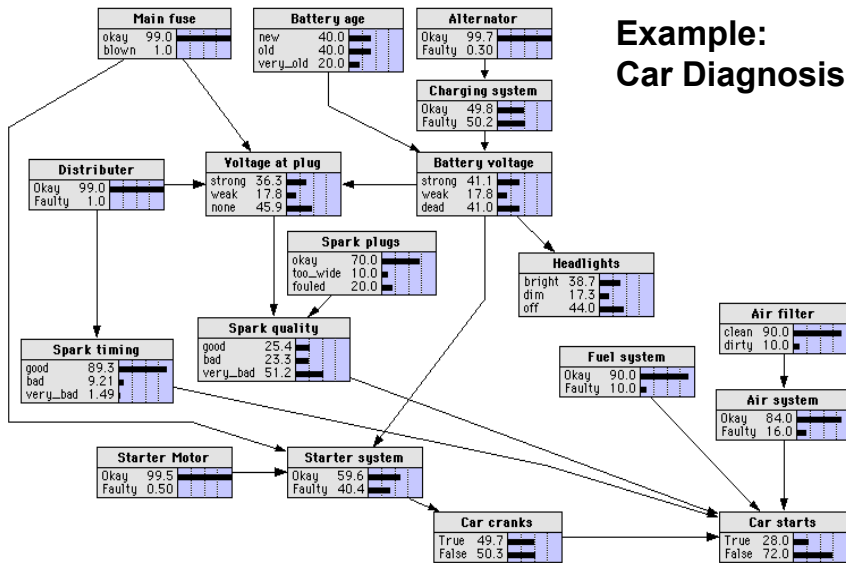 Example:
Car Diagnosis
Main fuse
okay 99.0
blown 1.0
Battery age
new 40.0
old 40.0
very_old 20.0
Alternator
Okay 99.7
Faulty 0.30
Charging system
Okay 49.8
Faulty 50.2
Distributer
Okay 99.0
Faulty 1.0
Voltage at plug
strong 36.3
weak 17.8
none 45.9
Battery voltage
strong 41.1
weak 17.8
dead 41.0
Spark plugs
okay 70.0
too_wide 10.0
fouled 20.0
Headlights
bright 38.7
dim 17.3
off 44.0
Air filter
clean 90.0
dirty 10.0
Spark timing
good 89.3
bad 9.21
very_bad 1.49
Spark quality
good 25.4
bad 23.3
very_bad 51.2
Fuel system
Okay 90.0
Faulty 10.0
Air system
Okay 84.0
Faulty 16.0
Starter Motor
Okay 99.5
Faulty 0.50
Starter system
Okay 59.6
Faulty 40.4
Car cranks
True 49.7
False 50.3
Car starts
True 28.0
False 72.0